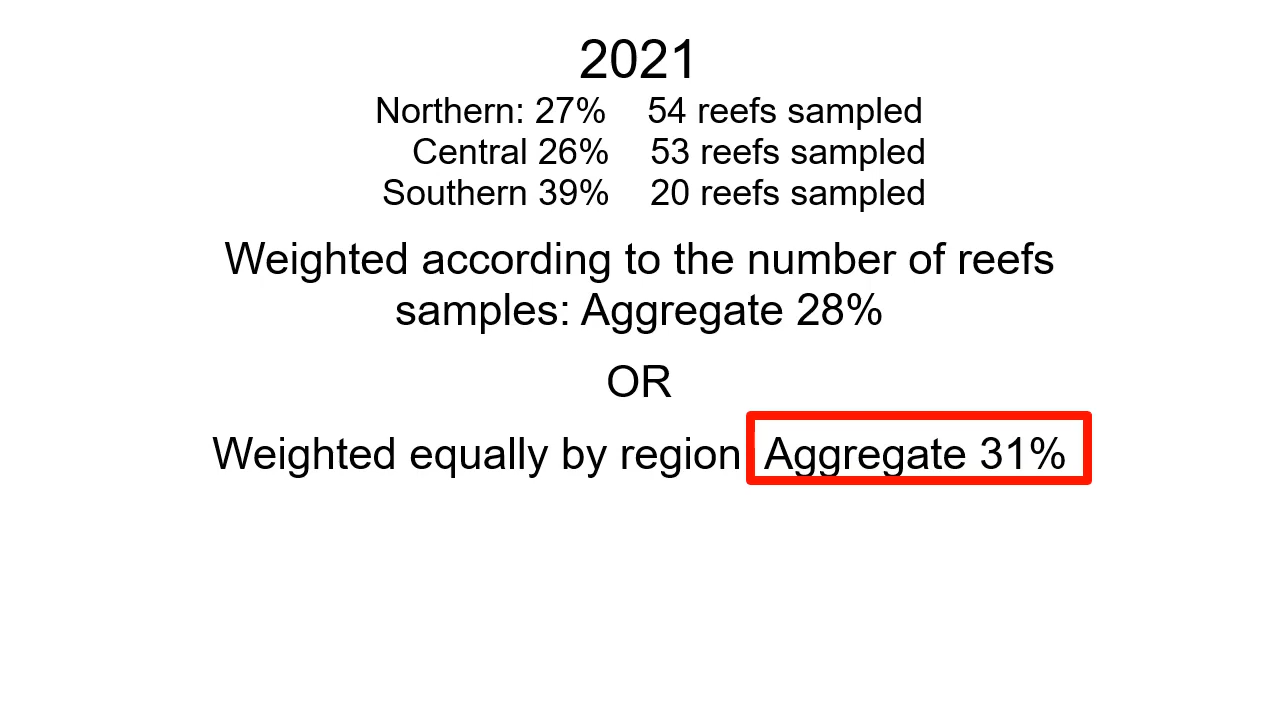 2021
Northern: 27% 54 reefs sampled
Central 26% 53 reefs sampled
Southern 39% 20 reefs sampled
Weighted according to the number of reefs
samples: Aggregate 28%
OR
Weighted equally by region Aggregate 31%